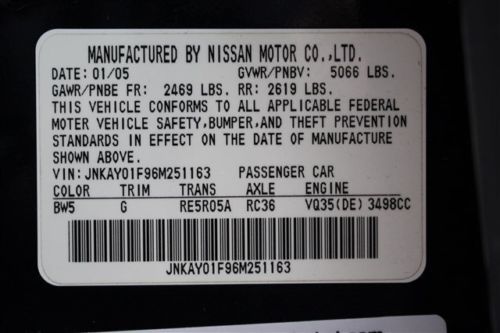 MANUFACTURED BY NISSAN MOTOR CO.,LTD.
DATE: 01/05 GVWR/PNBV: 5066 LBS.
GAWR/PNBE FR: 2469 LBS. RR: 2619 LBS.
THIS VEHICLE CONFORMS TO ALL APPLICABLE FEDERAL
MOTOR VEHICLE SAFETY,BUMPER,AND THEFT PREVENTION
STANDARDS IN EFFECT ON THE DATE OF MANUFACTURE
SHOWN ABOVE.
VIN: JNKAY01F96M251163 PASSENGER CAR
COLOR TRIM TRANS AXLE ENGINE
BW5 G RE5R05A RC36 VQ35(DE) 3498CC
JNKAY01F96M251163